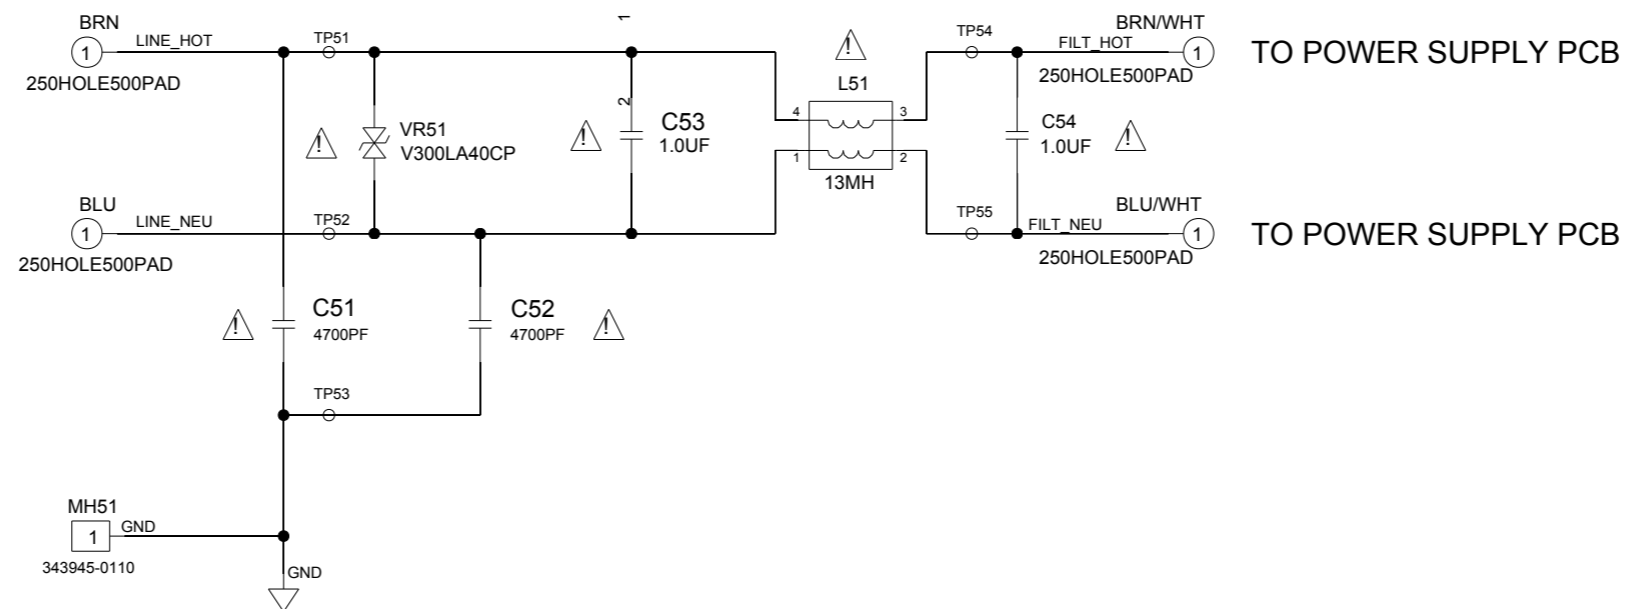 BRN
1
LINE_HOT
250HOLE500PAD
TP51
1
2
VR51
V300LA40CP
C53
1.0UF
L51
4
3
1
2
13MH
TP54
FILT_HOT
BRN/WHT
1
250HOLE500PAD
TO POWER SUPPLY PCB
C54
1.0UF
BLU
1
LINE_NEU
250HOLE500PAD
TP52
TP55
FILT_NEU
BLU/WHT
1
250HOLE500PAD
TO POWER SUPPLY PCB
C51
4700PF
C52
4700PF
TP53
MH51
1
GND
343945-0110
GND
!
!
!
!
!
!